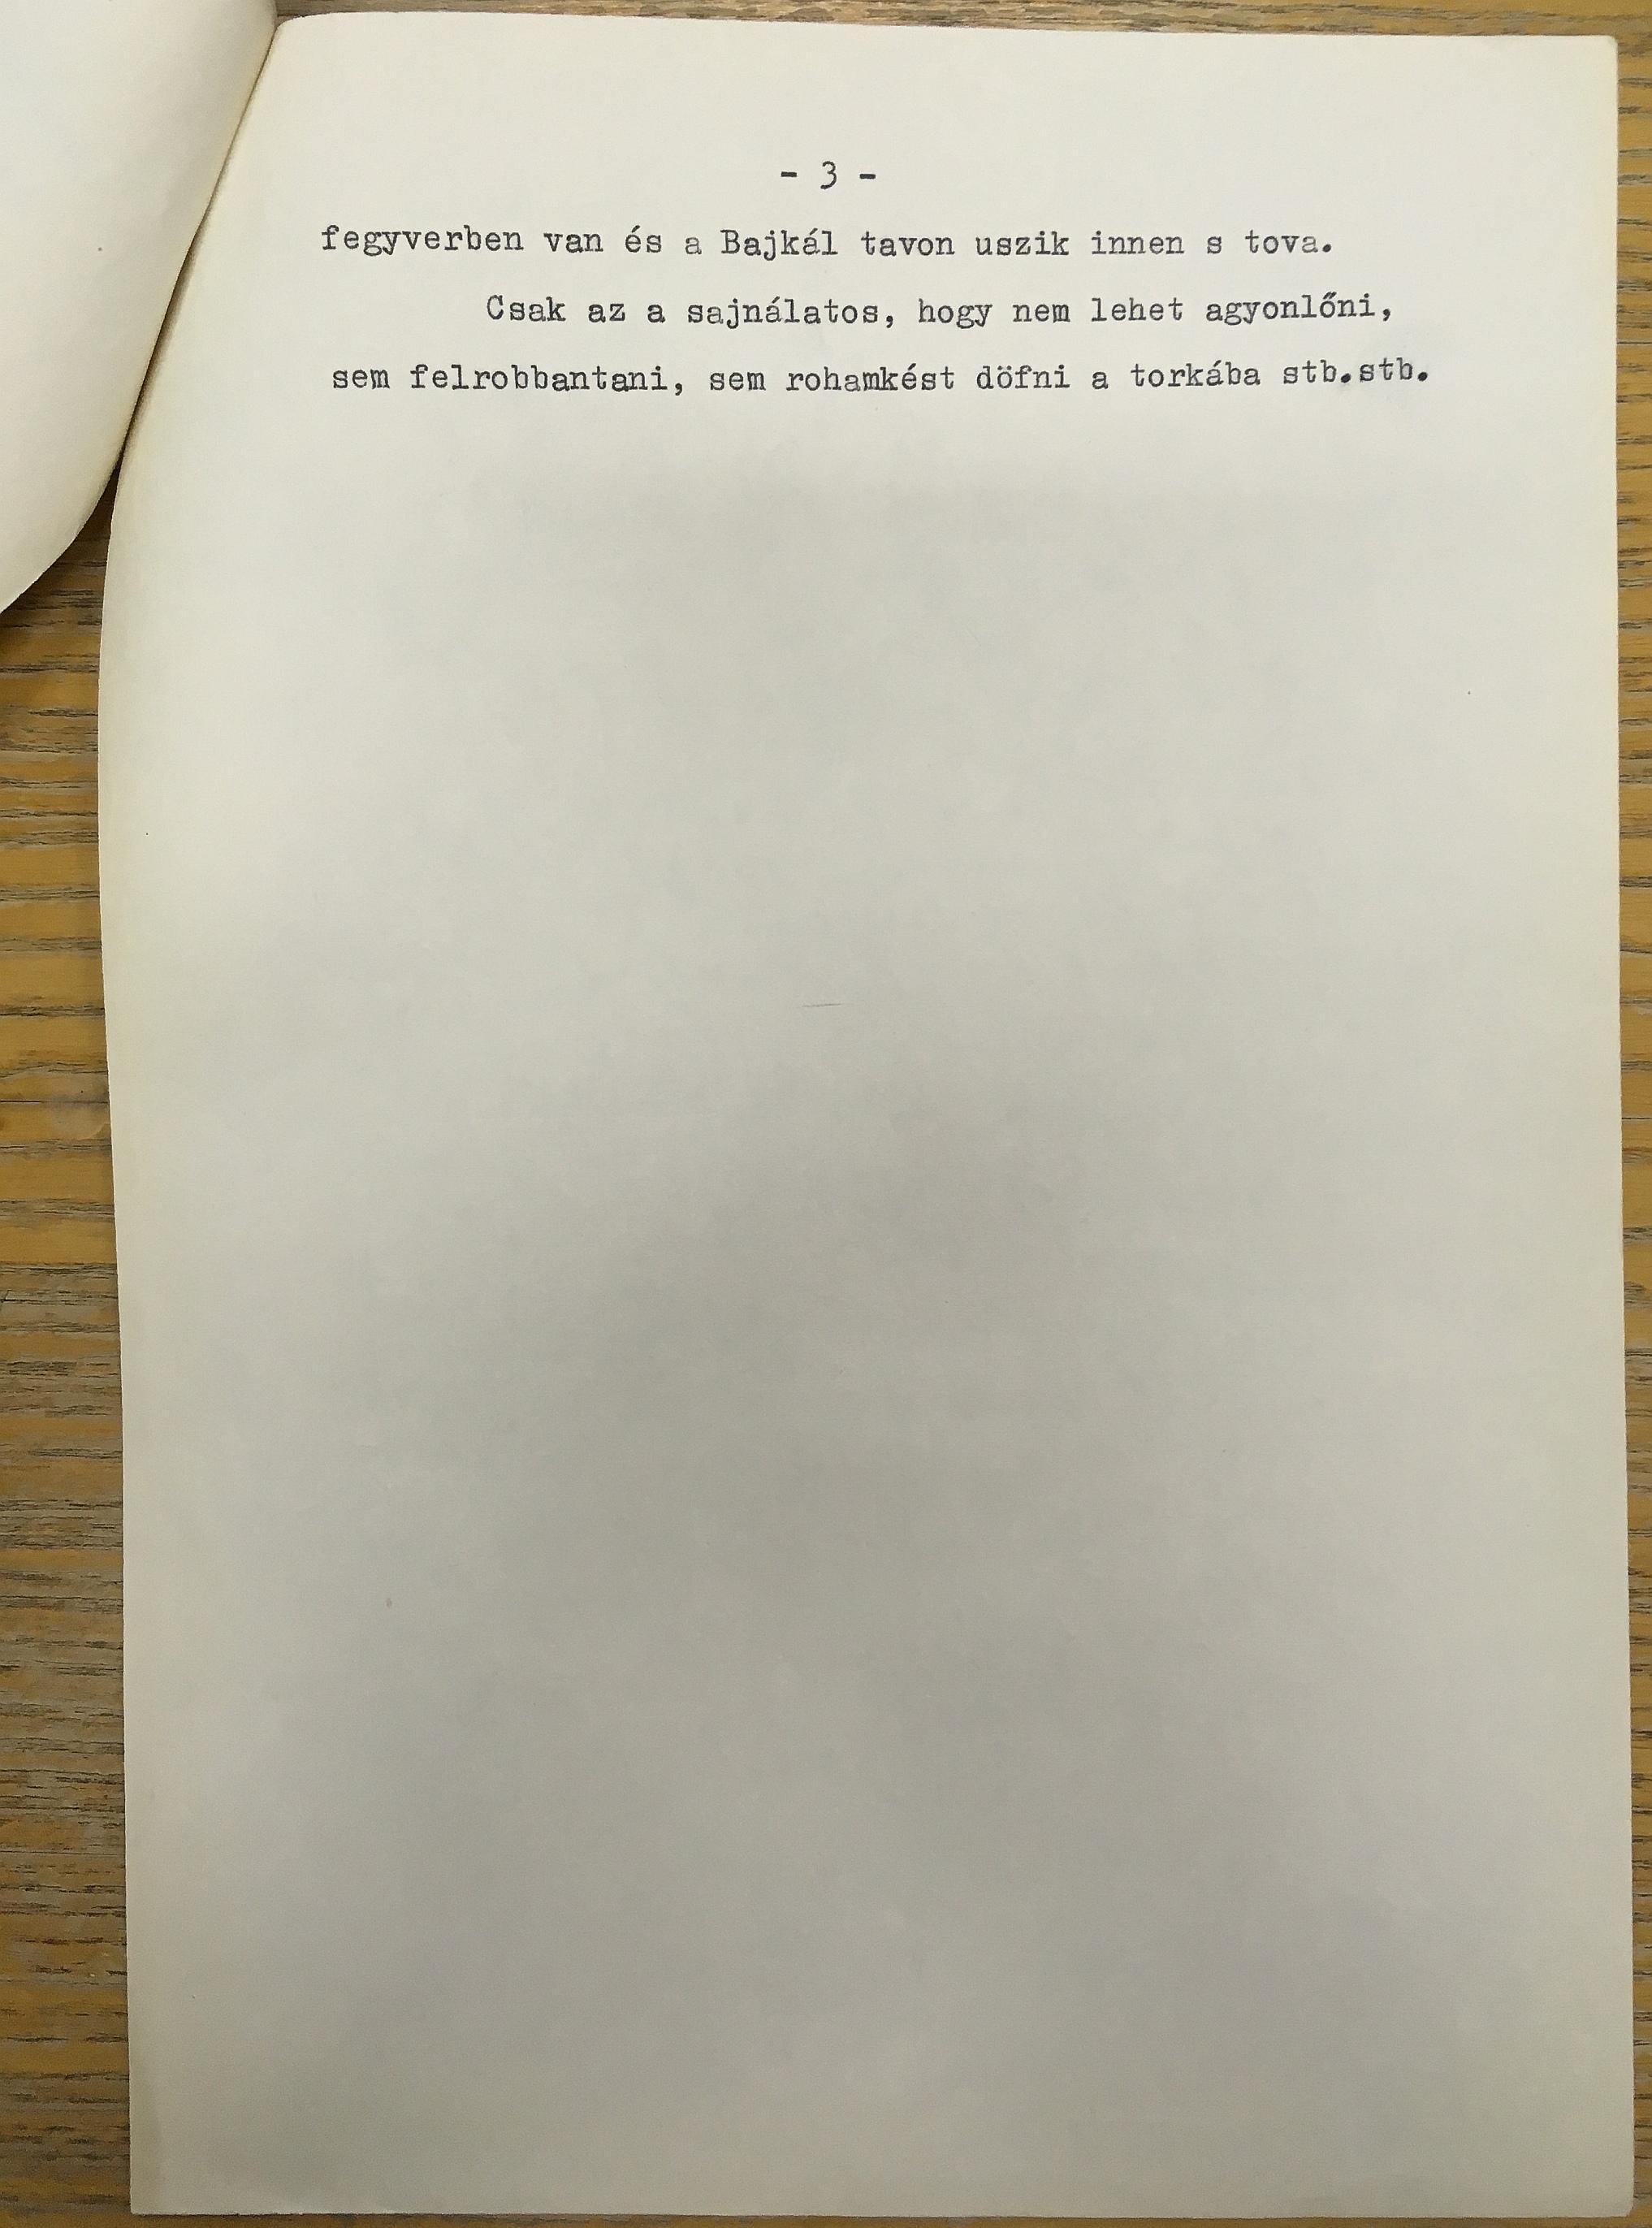 - 3 -
fegyverben van és a Bajkál tavon uszik innen s tova.
Csak az a sajnálatos, hogy nem lehet agyonlőni,
sem felrobbantani, sem rohamkést döfni a torkába stb.stb.